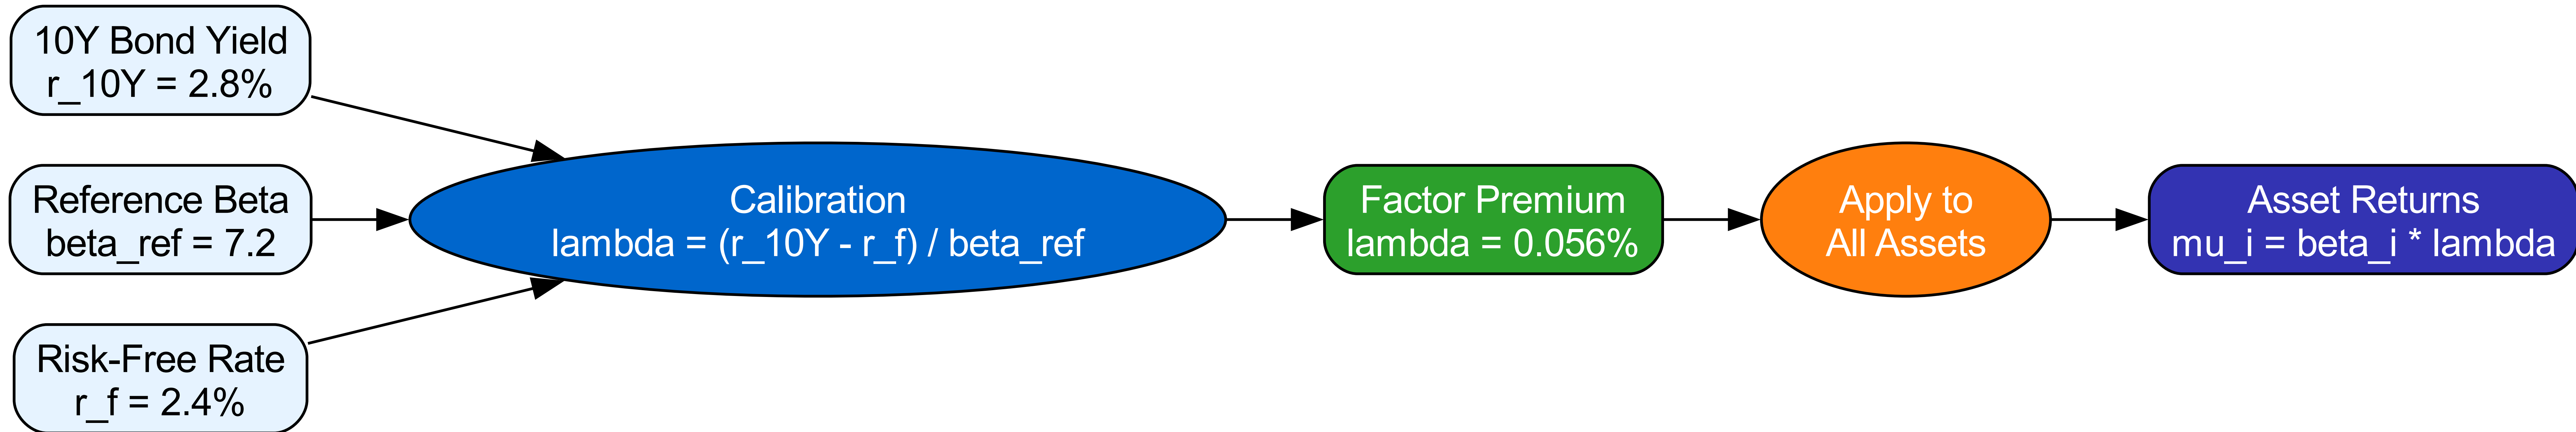 10Y Bond Yield
r_10Y = 2.8%
Reference Beta
beta_ref = 7.2
Risk-Free Rate
r_f = 2.4%
Calibration
lambda = (r_10Y - r_f) / beta_ref
Factor Premium
lambda = 0.056%
Apply to
All Assets
Asset Returns
mu_i = beta_i * lambda